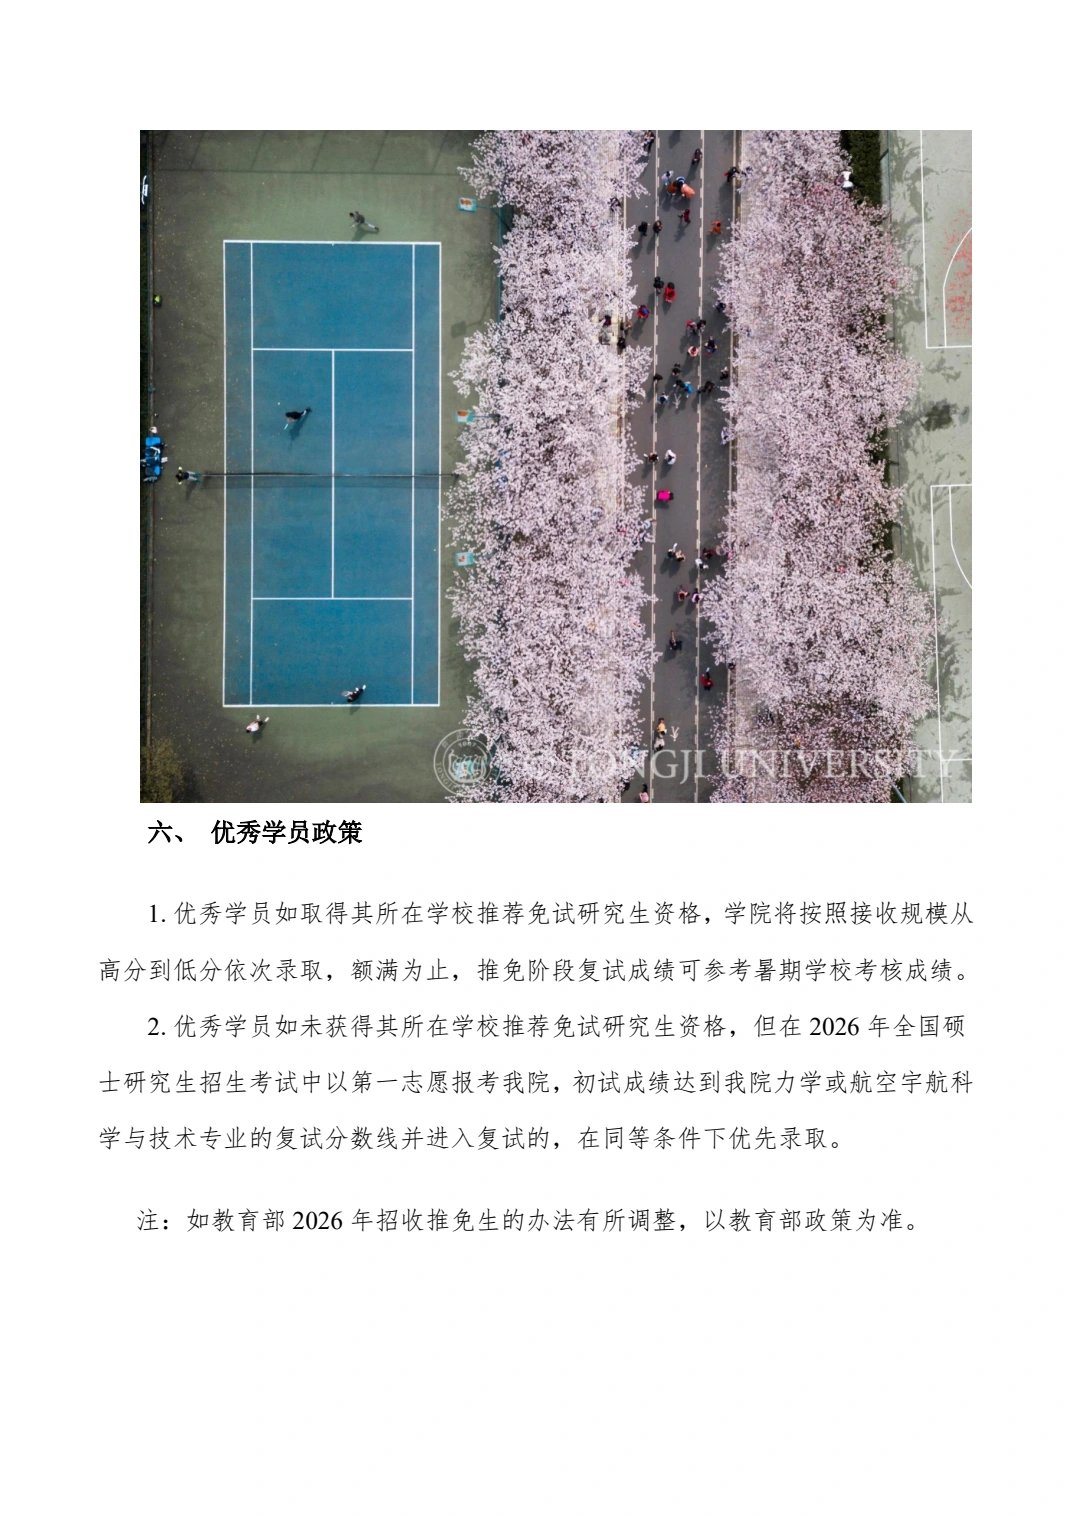 TONGJI UNIVERSITY
六、 优秀学员政策
1. 优秀学员如取得其所在学校推荐免试研究生资格，学院将按照接收规模从
高分到低分依次录取，额满为止，推免阶段复试成绩可参考暑期学校考核成绩。
2. 优秀学员如未获得其所在学校推荐免试研究生资格，但在 2026 年全国硕
士研究生招生考试中以第一志愿报考我院，初试成绩达到我院力学或航空宇航科
学与技术专业的复试分数线并进入复试的，在同等条件下优先录取。
注：如教育部 2026 年招收推免生的办法有所调整，以教育部政策为准。